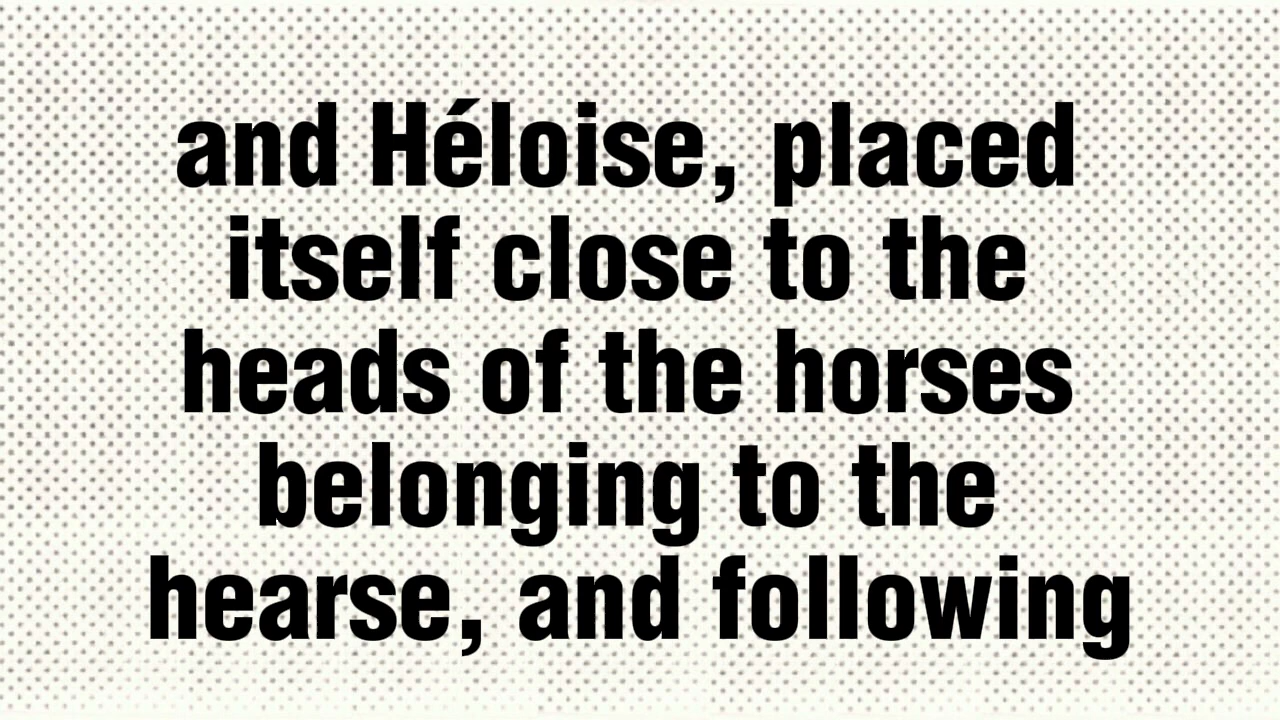 and Héloise, placed
itself close to the
heads of the horses
belonging to the
hearse, and following